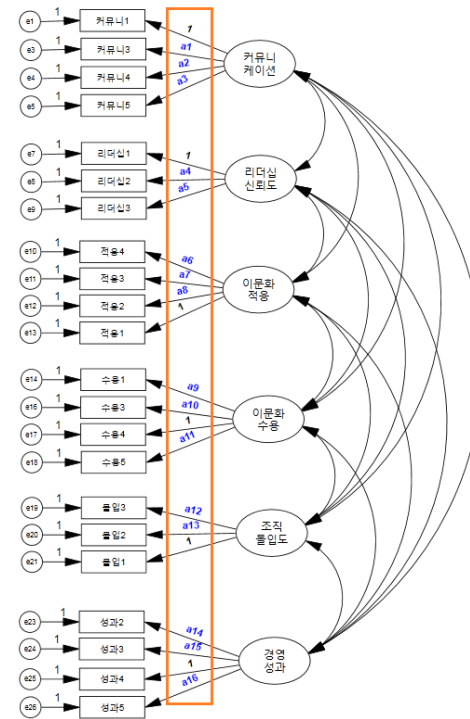 e1 1 커뮤니1 1
e3 1 커뮤니3 a1
e4 1 커뮤니4 a2
e5 1 커뮤니5 a3
커뮤니
케이션
e7 1 리더십1 1
e8 1 리더십2 a4
e9 1 리더십3 a5
리더십
신뢰도
e10 1 적응4 a6
e11 1 적응3 a7
e12 1 적응2 a8
e13 1 적응1 1
이문화
적응
e14 1 수용1 a9
e16 1 수용3 a10
e17 1 수용4 1
e18 1 수용5 a11
이문화
수용
e19 1 몰입3 a12
e20 1 몰입2 a13
e21 1 몰입1 1
조직
몰입도
e23 1 성과2 a14
e24 1 성과3 a15
e25 1 성과4 1
e26 1 성과5 a16
경영
성과